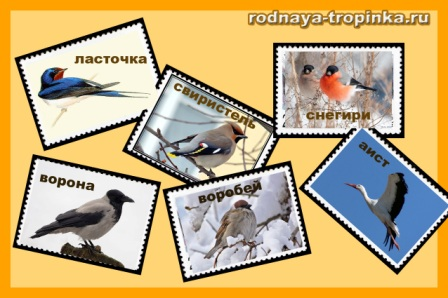 rodnaya-tropinka.ru
ласточка
свиристель
снегири
ворона
воробей
аист